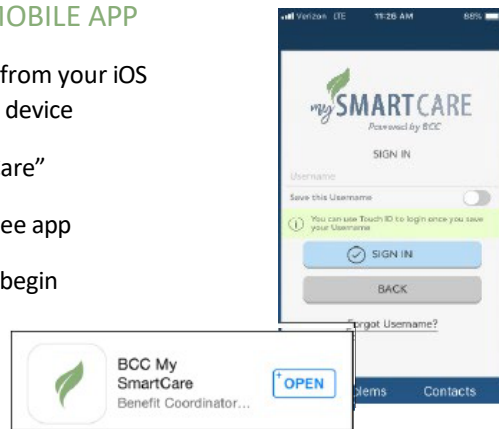 MOBILE APP
from your iOS
device
are”
ee app
begin
Verizon LTE 11:26 AM 88%
my SMARTCARE
Powered by BCC
SIGN IN
Username
Save this Username
You can use Touch ID to login once you save
your Username
SIGN IN
BACK
Forgot Username?
lems Contacts
BCC My
SmartCare
Benefit Coordinator...
+OPEN